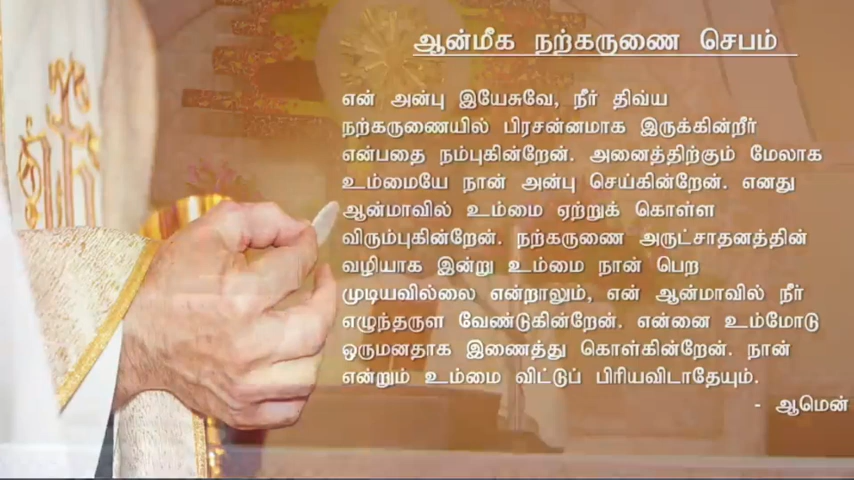 ஆன்மீக நற்கருணை செபம்
என் அன்பு இயேசுவே, நீர் திவ்ய
நற்கருணையில் பிரசன்னமாக இருக்கின்றீர்
என்பதை நம்புகின்றேன். அனைத்திற்கும் மேலாக
உம்மையே நான் அன்பு செய்கின்றேன். எனது
ஆன்மாவில் உம்மை ஏற்றுக் கொள்ள
விரும்புகின்றேன். நற்கருணை அருட்சாதனத்தின்
வழியாக இன்று உம்மை நான் பெற
முடியவில்லை என்றாலும், என் ஆன்மாவில் நீர்
எழுந்தருள வேண்டுகின்றேன். என்னை உம்மோடு
ஒருமனதாக இணைத்து கொள்கின்றேன். நான்
என்றும் உம்மை விட்டுப் பிரியவிடாதேயும்.
- ஆமென்